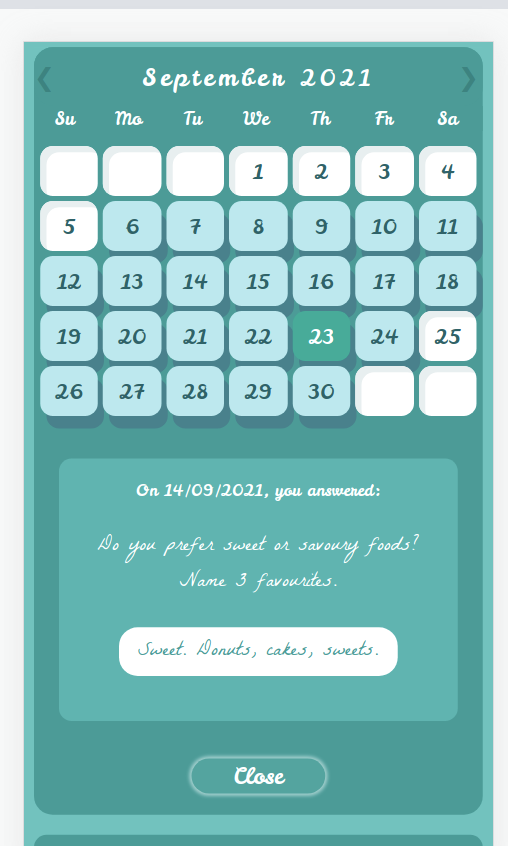 ❮ September 2021 ❯
Su Mo Tu We Th Fr Sa
1 2 3 4
5 6 7 8 9 10 11
12 13 14 15 16 17 18
19 20 21 22 23 24 25
26 27 28 29 30
On 14/09/2021, you answered:
Do you prefer sweet or savoury foods?
Name 3 favourites.
Sweet. Donuts, cakes, sweets.
Close